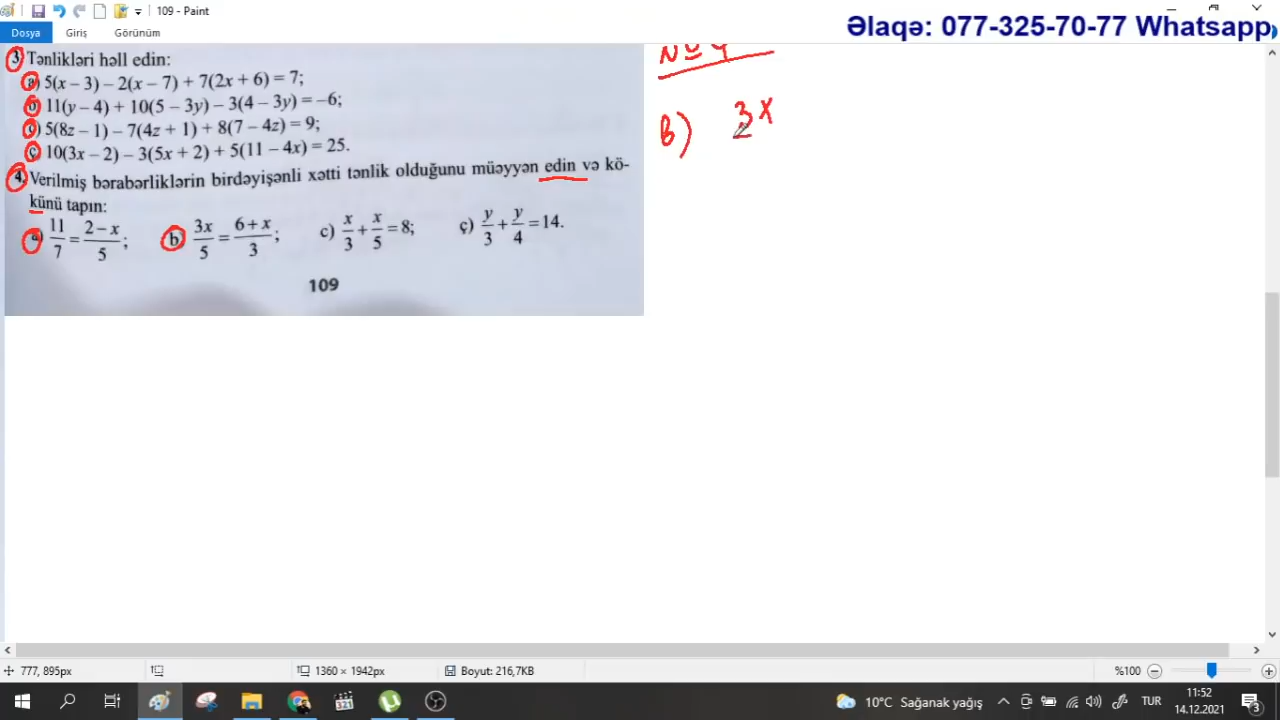 109 - Paint
Əlaqə: 077-325-70-77 Whatsapp
Dosya Giriş Görünüm
3. Tənlikləri həll edin:
a) 5(x – 3) – 2(x – 7) + 7(2x + 6) = 7;
b) 11(y – 4) + 10(5 – 3y) – 3(4 – 3y) = –6;
c) 5(8z – 1) – 7(4z + 1) + 8(7 – 4z) = 9;
ç) 10(3x – 2) – 3(5x + 2) + 5(11 – 4x) = 25.
4. Verilmiş bərabərliklərin birdəyişənli xətti tənlik olduğunu müəyyən edin və kö-
künü tapın:
a) 11/7 = 2 – x/5; b) 3x/5 = 6 + x/3; c) x/3 + x/5 = 8; ç) y/3 + y/4 = 14.
109
№ 4
b) 3x
777, 895px 1360 × 1942px Boyut: 216,7KB %100
10°C Sağanak yağış TUR 11:52
14.12.2021 3